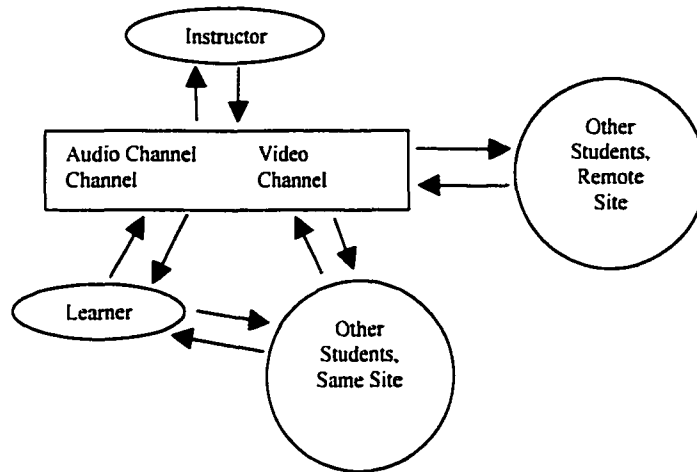 Instructor
Audio Channel Video
Channel Channel
Other
Students,
Remote
Site
Learner
Other
Students,
Same Site